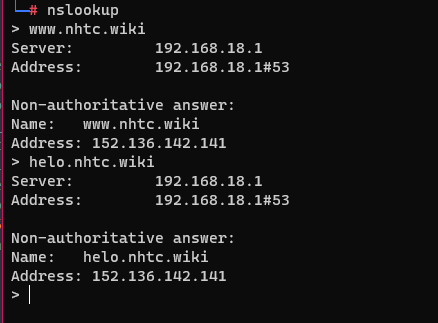 # nslookup
> www.nhtc.wiki
Server:         192.168.18.1
Address:        192.168.18.1#53

Non-authoritative answer:
Name:   www.nhtc.wiki
Address: 152.136.142.141
> helo.nhtc.wiki
Server:         192.168.18.1
Address:        192.168.18.1#53

Non-authoritative answer:
Name:   helo.nhtc.wiki
Address: 152.136.142.141
>